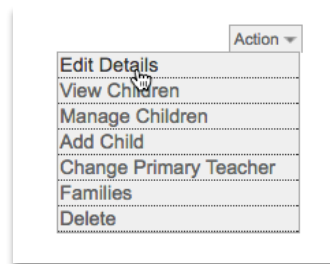 Action
Edit Details
View Children
Manage Children
Add Child
Change Primary Teacher
Families
Delete